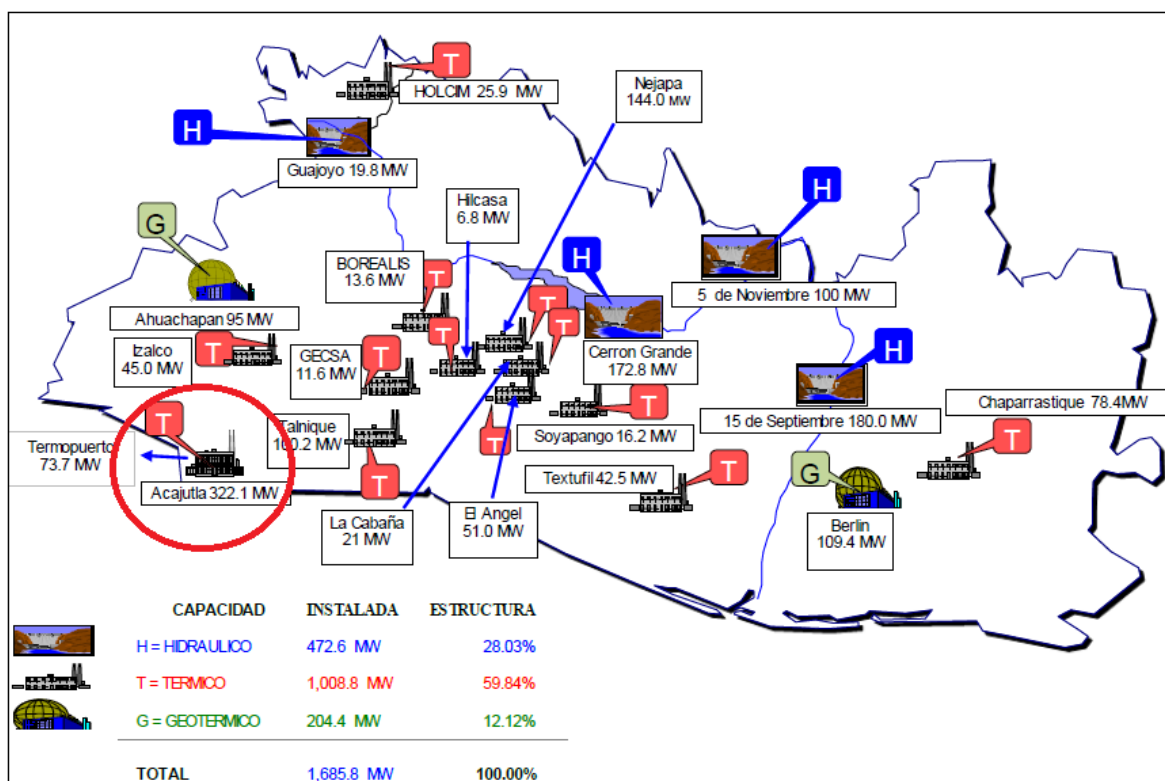 T
HOLCIM 25.9 MW
Nejapa
144.0 MW
H
Guajoyo 19.8 MW
H
Hilcasa
6.8 MW
G
Ahuachapan 95 MW
BOREALIS
13.6 MW
T
H
5 de Noviembre 100 MW
T
T
T
Cerron Grande
172.8 MW
Izalco
45.0 MW
T
GECSA
11.6 MW
T
H
15 de Septiembre 180.0 MW
Chaparrastique 78.4MW
T
Soyapango 16.2 MW
T
T
Termopuerto
73.7 MW
T
Acajutla 322.1 MW
Talnique
MW
T
Textufil 42.5 MW
T
G
Berlin
109.4 MW
La Cabaña
21 MW
El Angel
51.0 MW
CAPACIDAD INSTALADA ESTRUCTURA
H = HIDRAULICO 472.6 MW 28.03%
T = TERMICO 1,008.8 MW 59.84%
G = GEOTERMICO 204.4 MW 12.12%
TOTAL 1,685.8 MW 100.00%